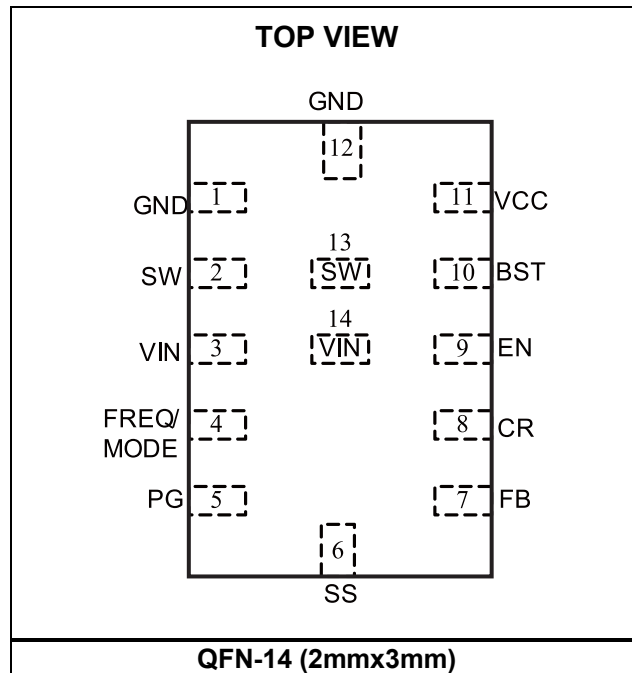 TOP VIEW
GND
12
GND 1
11 VCC
13
SW 2
SW
10 BST
14
VIN 3
VIN
9 EN
FREQ/
MODE
4
8 CR
PG 5
7 FB
6
SS
QFN-14 (2mmx3mm)